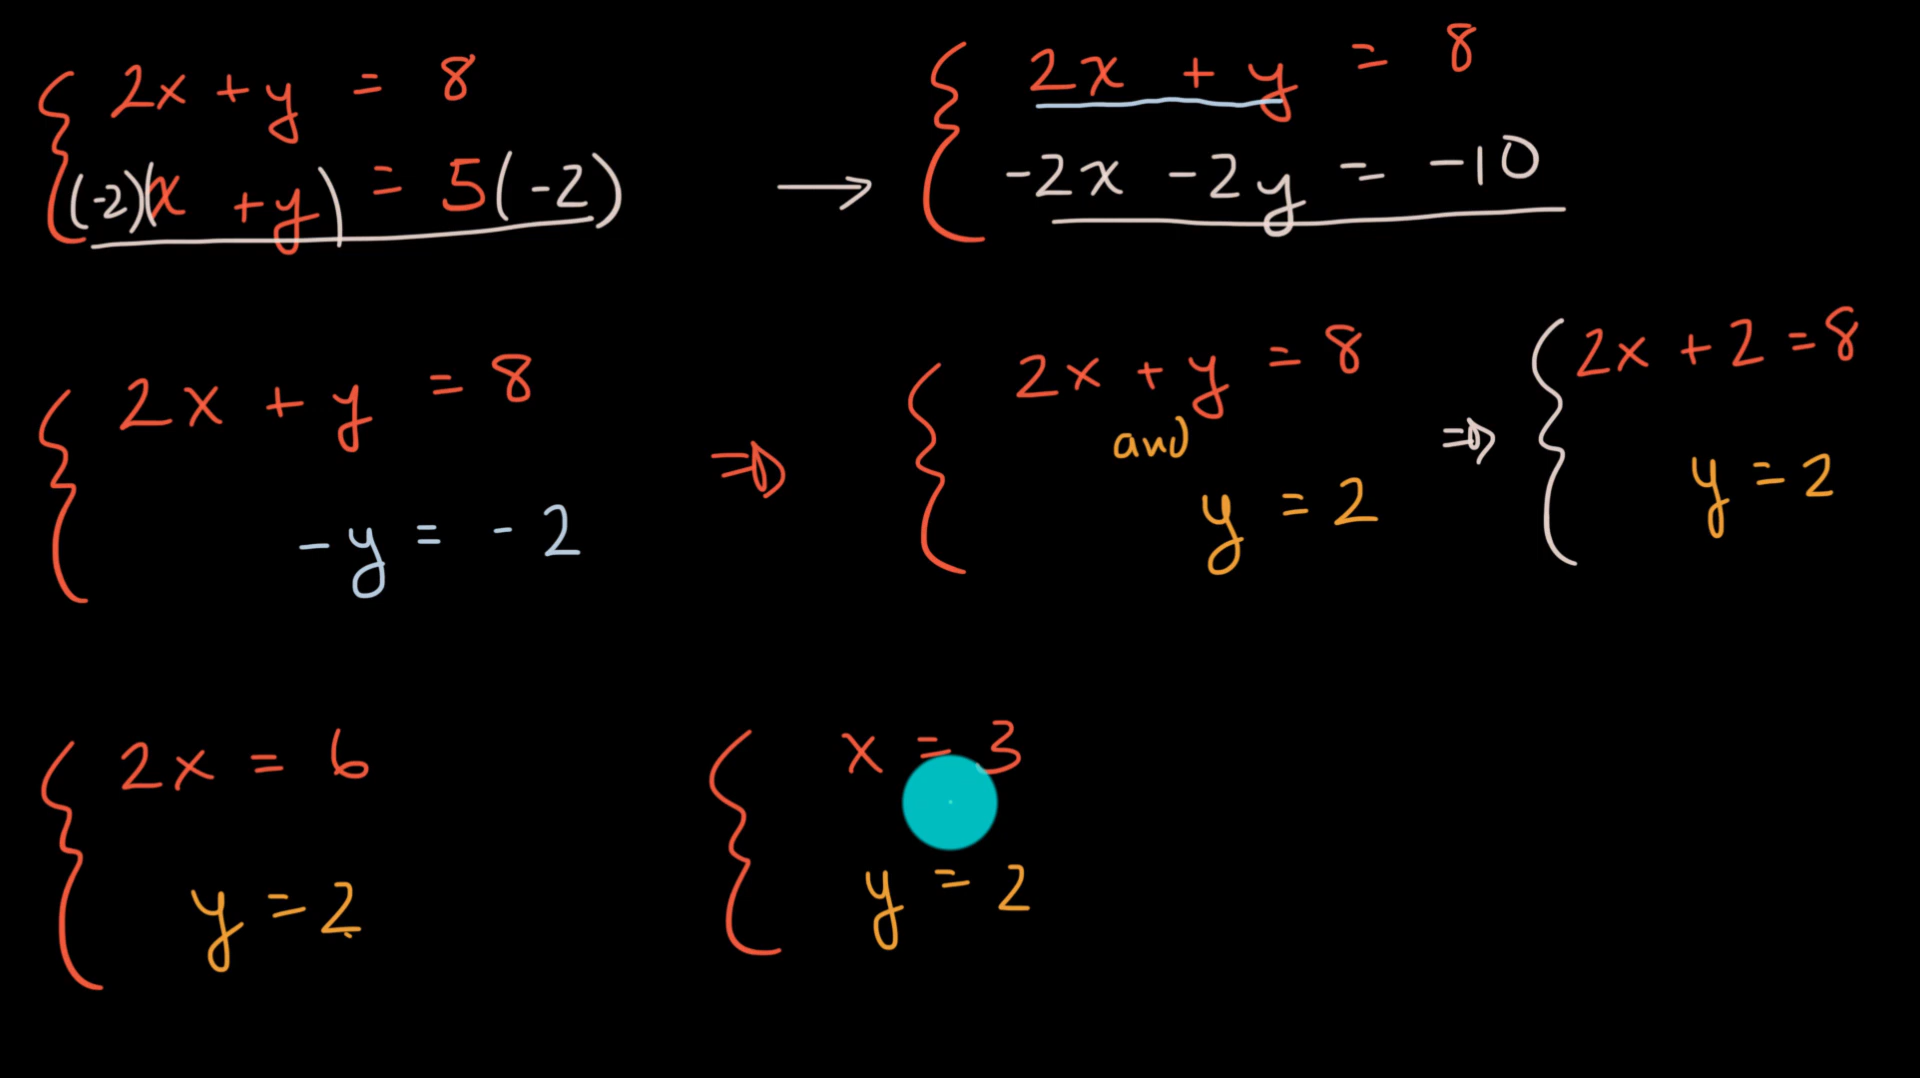 2x + y = 8
(-2)(x + y) = 5(-2)
→
2x + y = 8
-2x - 2y = -10
2x + y = 8
-y = -2
⇒
2x + y = 8
and
y = 2
⇒
2x + 2 = 8
y = 2
2x = 6
y = 2
x = 3
y = 2